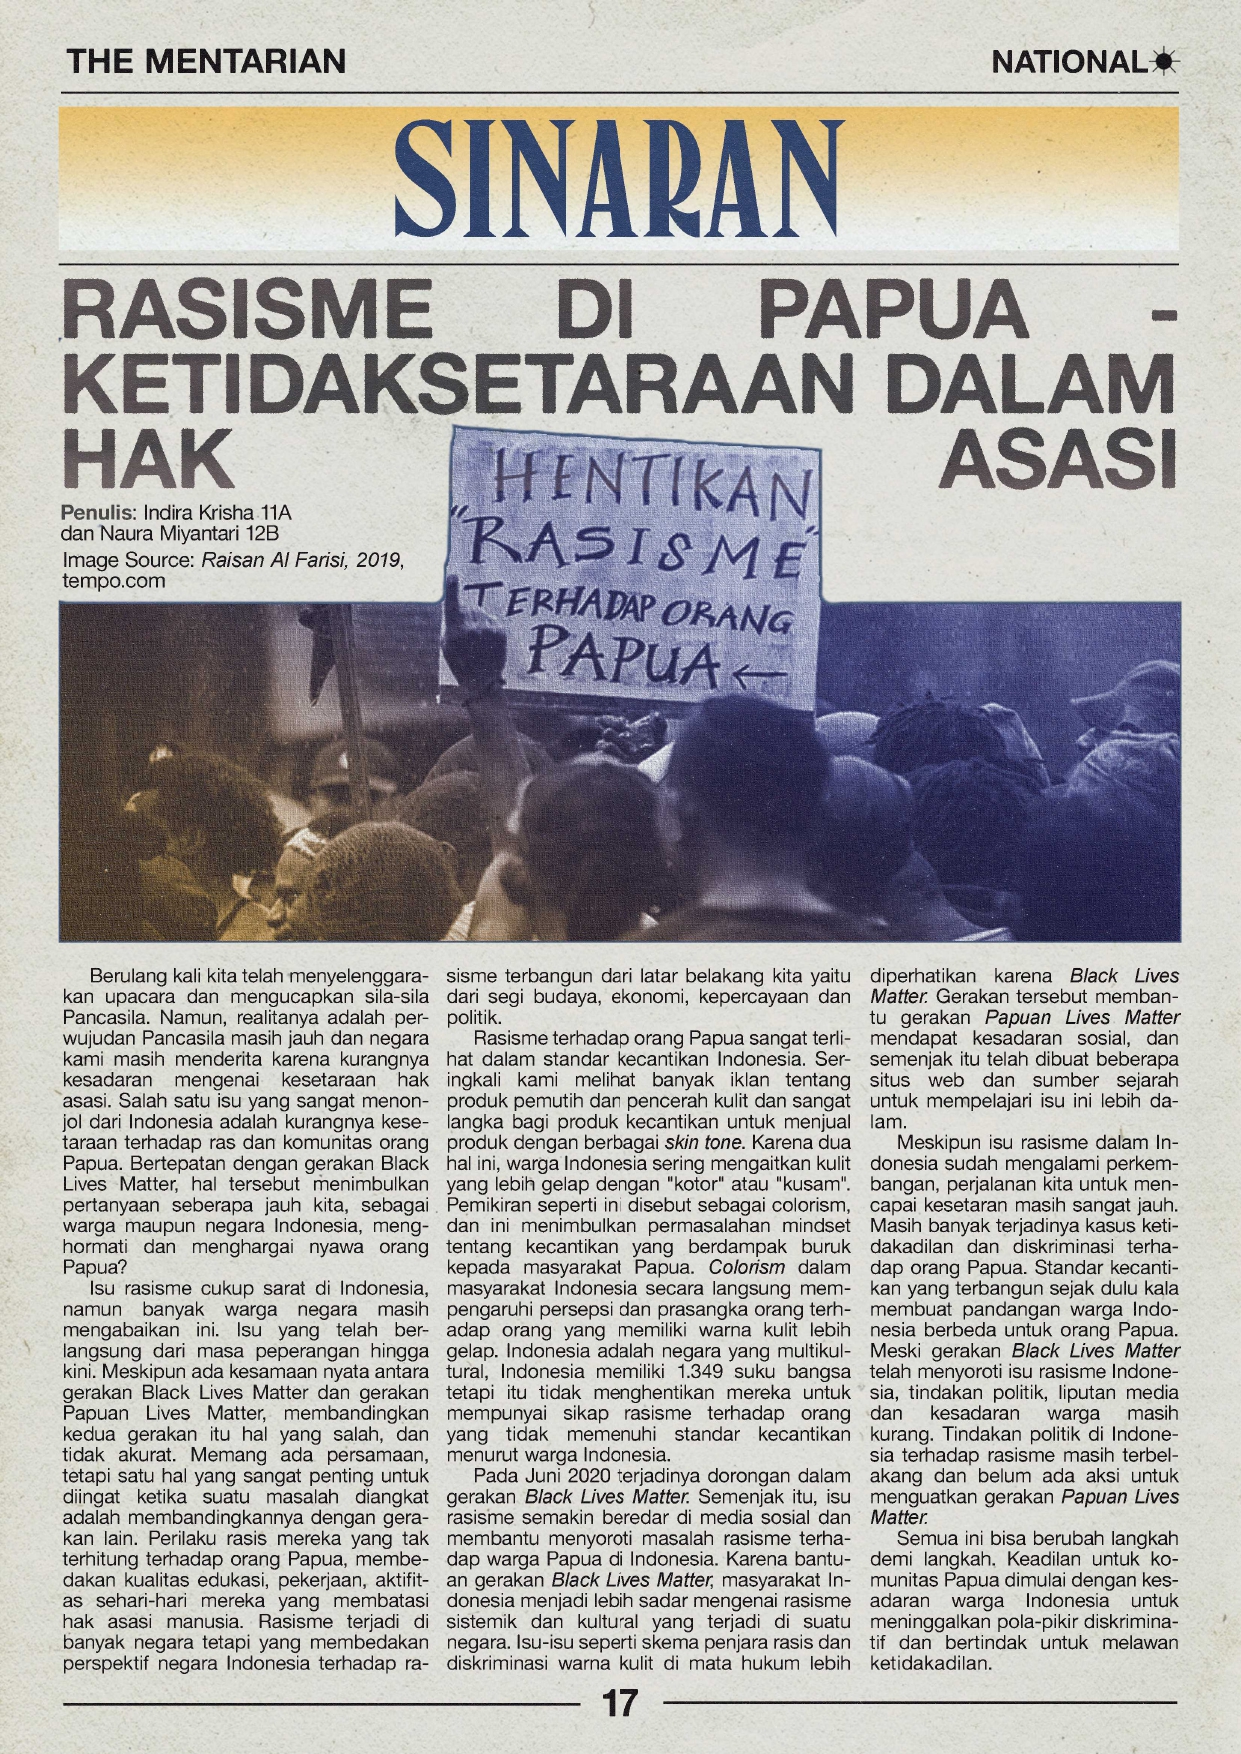 THE MENTARIAN
NATIONAL
SINARAN
RASISME DI PAPUA -
KETIDAKSETARAAN DALAM
HAK ASASI
Penulis: Indira Krisha 11A
dan Naura Miyantari 12B
Image Source: Raisan Al Farisi, 2019,
tempo.com
HENTIKAN
"RASISME"
TERHADAP ORANG
PAPUA ←
Berulang kali kita telah menyelenggara-
kan upacara dan mengucapkan sila-sila
Pancasila. Namun, realitanya adalah per-
wujudan Pancasila masih jauh dan negara
kami masih menderita karena kurangnya
kesadaran mengenai kesetaraan hak
asasi. Salah satu isu yang sangat menon-
jol dari Indonesia adalah kurangnya kese-
taraan terhadap ras dan komunitas orang
Papua. Bertepatan dengan gerakan Black
Lives Matter, hal tersebut menimbulkan
pertanyaan seberapa jauh kita, sebagai
warga maupun negara Indonesia, meng-
hormati dan menghargai nyawa orang
Papua?
Isu rasisme cukup sarat di Indonesia,
namun banyak warga negara masih
mengabaikan ini. Isu yang telah ber-
langsung dari masa peperangan hingga
kini. Meskipun ada kesamaan nyata antara
gerakan Black Lives Matter dan gerakan
Papuan Lives Matter, membandingkan
kedua gerakan itu hal yang salah, dan
tidak akurat. Memang ada persamaan,
tetapi satu hal yang sangat penting untuk
diingat ketika suatu masalah diangkat
adalah membandingkannya dengan gera-
kan lain. Perilaku rasis mereka yang tak
terhitung terhadap orang Papua, membe-
dakan kualitas edukasi, pekerjaan, aktifit-
as sehari-hari mereka yang membatasi
hak asasi manusia. Rasisme terjadi di
banyak negara tetapi yang membedakan
perspektif negara Indonesia terhadap ra-
sisme terbangun dari latar belakang kita yaitu
dari segi budaya, ekonomi, kepercayaan dan
politik.
Rasisme terhadap orang Papua sangat terli-
hat dalam standar kecantikan Indonesia. Ser-
ingkali kami melihat banyak iklan tentang
produk pemutih dan pencerah kulit dan sangat
langka bagi produk kecantikan untuk menjual
produk dengan berbagai skin tone. Karena dua
hal ini, warga Indonesia sering mengaitkan kulit
yang lebih gelap dengan "kotor" atau "kusam".
Pemikiran seperti ini disebut sebagai colorism,
dan ini menimbulkan permasalahan mindset
tentang kecantikan yang berdampak buruk
kepada masyarakat Papua. Colorism dalam
masyarakat Indonesia secara langsung mem-
pengaruhi persepsi dan prasangka orang terh-
adap orang yang memiliki warna kulit lebih
gelap. Indonesia adalah negara yang multikul-
tural, Indonesia memiliki 1.349 suku bangsa
tetapi itu tidak menghentikan mereka untuk
mempunyai sikap rasisme terhadap orang
yang tidak memenuhi standar kecantikan
menurut warga Indonesia.
Pada Juni 2020 terjadinya dorongan dalam
gerakan Black Lives Matter. Semenjak itu, isu
rasisme semakin beredar di media sosial dan
membantu menyoroti masalah rasisme terha-
dap warga Papua di Indonesia. Karena bantu-
an gerakan Black Lives Matter, masyarakat In-
donesia menjadi lebih sadar mengenai rasisme
sistemik dan kultural yang terjadi di suatu
negara. Isu-isu seperti skema penjara rasis dan
diskriminasi warna kulit di mata hukum lebih
diperhatikan karena Black Lives
Matter. Gerakan tersebut memban-
tu gerakan Papuan Lives Matter
mendapat kesadaran sosial, dan
semenjak itu telah dibuat beberapa
situs web dan sumber sejarah
untuk mempelajari isu ini lebih da-
lam.
Meskipun isu rasisme dalam In-
donesia sudah mengalami perkem-
bangan, perjalanan kita untuk men-
capai kesetaran masih sangat jauh.
Masih banyak terjadinya kasus keti-
dakadilan dan diskriminasi terha-
dap orang Papua. Standar kecanti-
kan yang terbangun sejak dulu kala
membuat pandangan warga Indo-
nesia berbeda untuk orang Papua.
Meski gerakan Black Lives Matter
telah menyoroti isu rasisme Indone-
sia, tindakan politik, liputan media
dan kesadaran warga masih
kurang. Tindakan politik di Indone-
sia terhadap rasisme masih terbel-
akang dan belum ada aksi untuk
menguatkan gerakan Papuan Lives
Matter.
Semua ini bisa berubah langkah
demi langkah. Keadilan untuk ko-
munitas Papua dimulai dengan kes-
adaran warga Indonesia untuk
meninggalkan pola-pikir diskrimina-
tif dan bertindak untuk melawan
ketidakadilan.
17